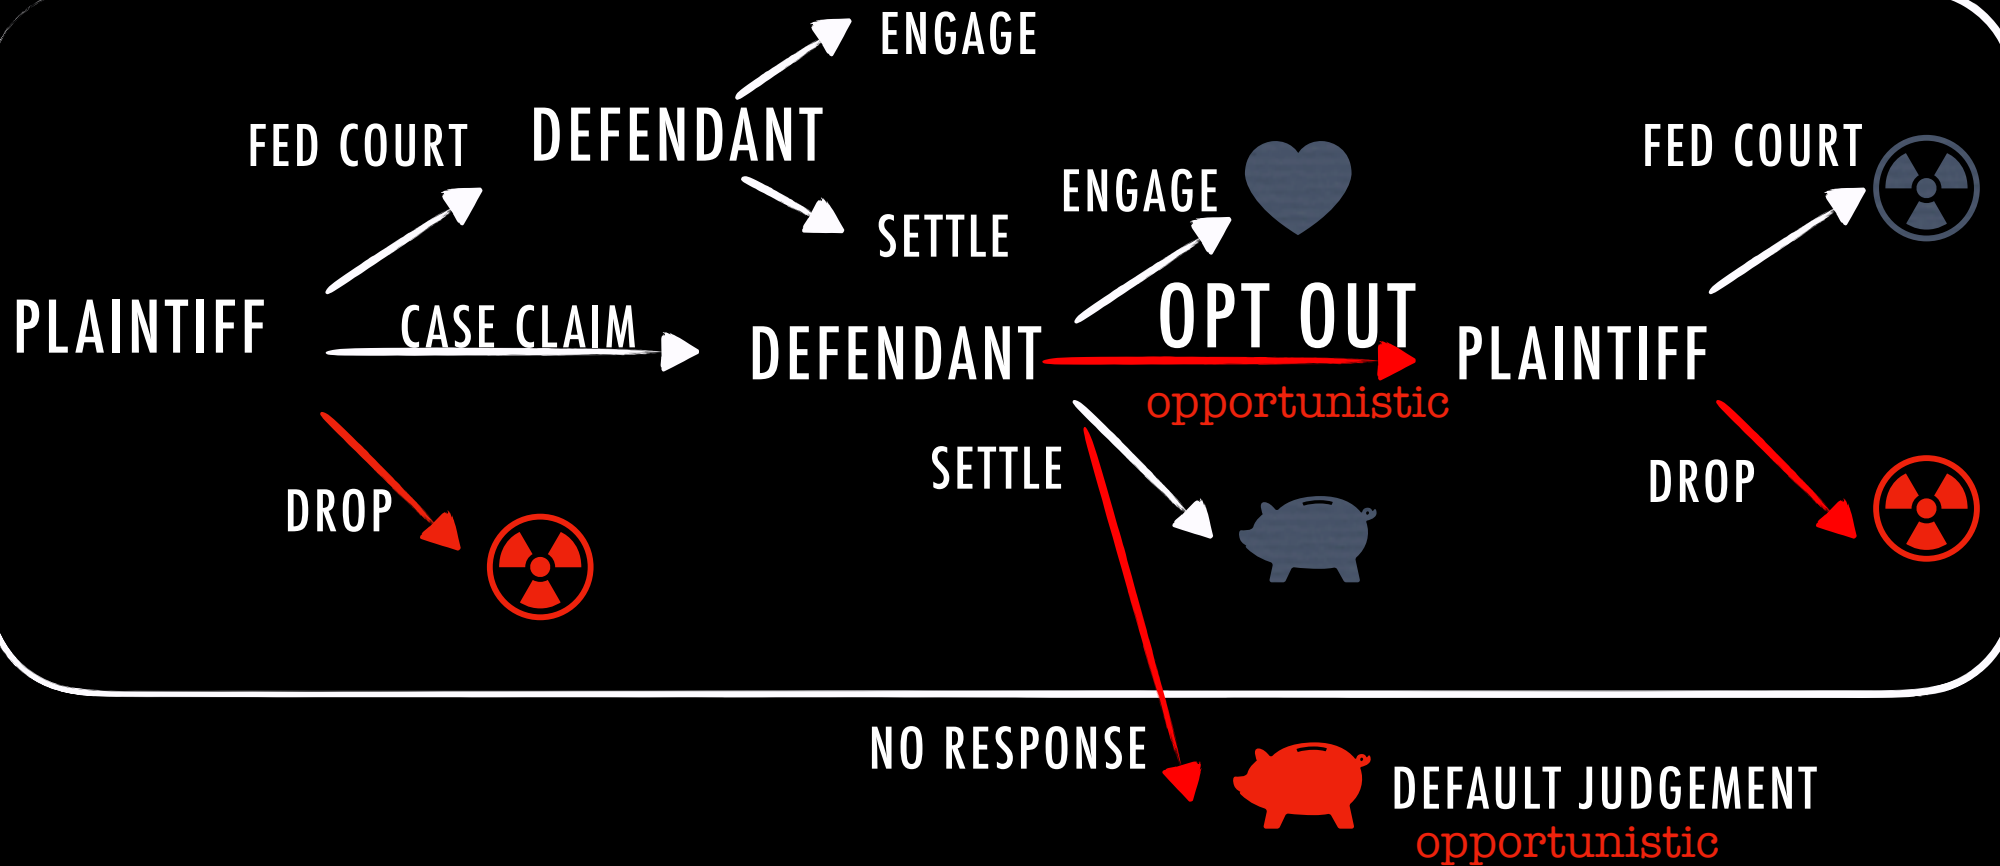 ENGAGE
DEFENDANT
FED COURT
FED COURT
ENGAGE
SETTLE
OPT OUT
PLAINTIFF
CASE CLAIM
DEFENDANT
PLAINTIFF
opportunistic
SETTLE
DROP
DROP
NO RESPONSE
DEFAULT JUDGEMENT
opportunistic